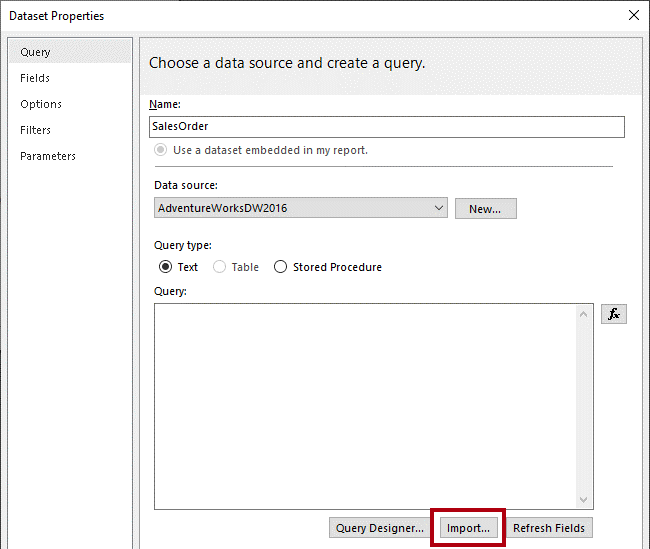 Dataset Properties
Query
Fields
Options
Filters
Parameters
Choose a data source and create a query.
Name:
SalesOrder
Use a dataset embedded in my report.
Data source:
AdventureWorksDW2016
New...
Query type:
Text Table Stored Procedure
Query:
fx
Query Designer... Import... Refresh Fields